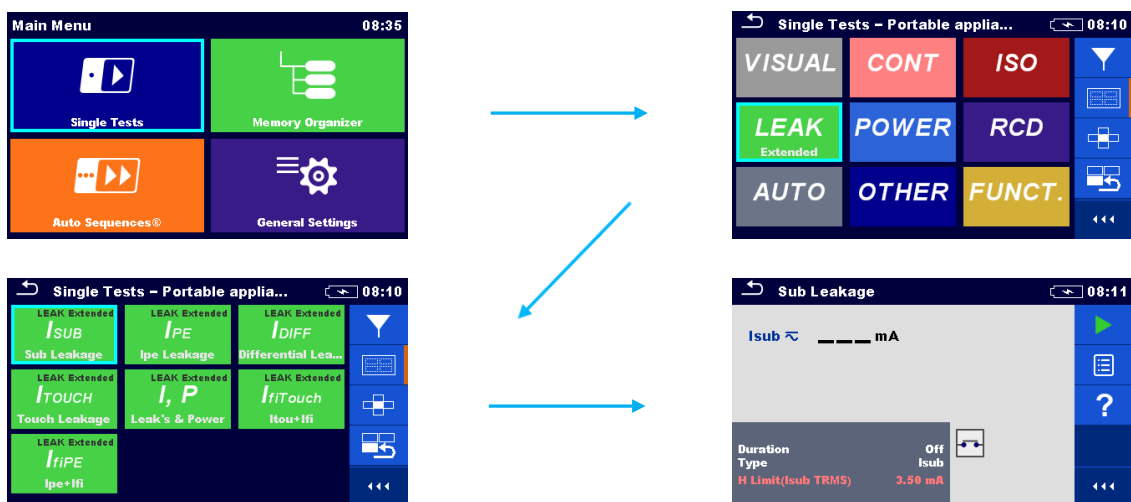 Main Menu 08:35
Single Tests Memory Organizer
Auto Sequences® General Settings
Single Tests – Portable applia... 08:10
VISUAL CONT ISO
LEAK POWER RCD
Extended
AUTO OTHER FUNCT.
Single Tests – Portable applia... 08:10
LEAK Extended LEAK Extended LEAK Extended
ISUB IPE IDIFF
Sub Leakage Ipe Leakage Differential Lea...
LEAK Extended LEAK Extended LEAK Extended
ITOUCH I, P IfiTouch
Touch Leakage Leak's & Power Itou+Ifi
LEAK Extended
IfiPE
Ipe+Ifi
Sub Leakage 08:11
Isub ___ mA
?
Duration Off
Type Isub
H Limit(Isub TRMS) 3.50 mA